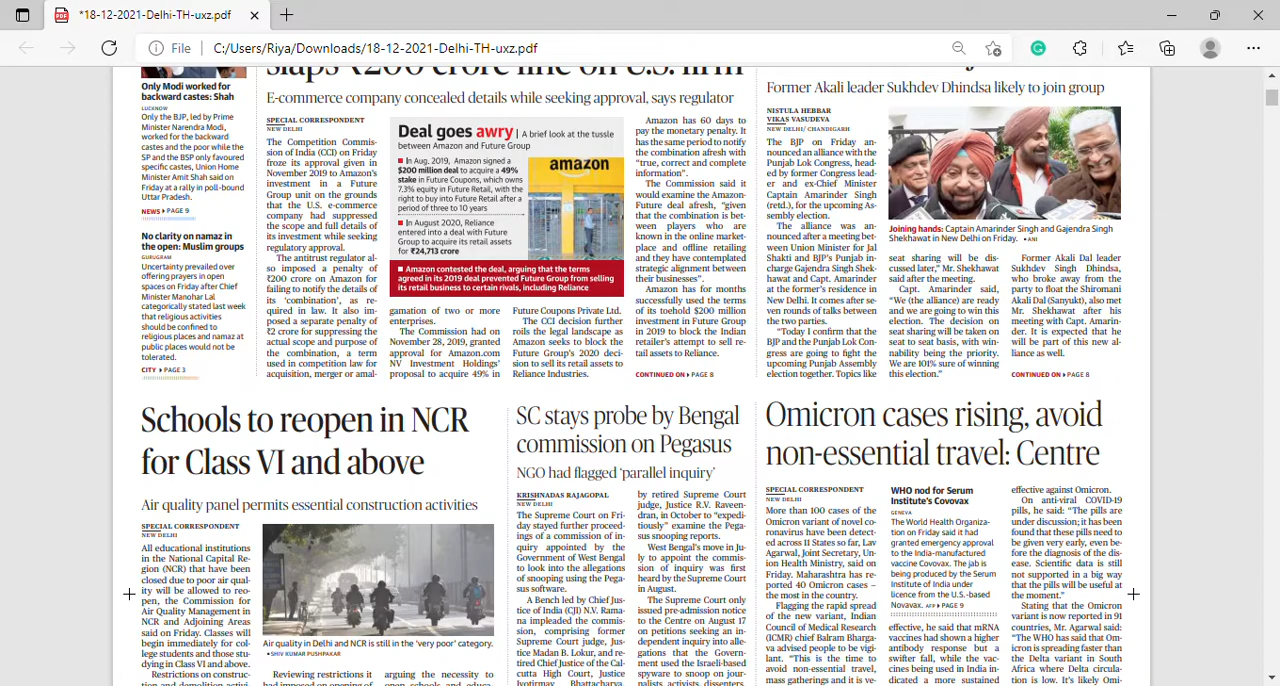 *18-12-2021-Delhi-TH-uxz.pdf
File
C:/Users/Riya/Downloads/18-12-2021-Delhi-TH-uxz.pdf
Only Modi worked for
backward castes: Shah
LUCKNOW
Only the BJP, led by Prime
Minister Narendra Modi,
worked for the backward
castes and the poor while the
SP and the BSP only favoured
specific castes, Union Home
Minister Amit Shah said on
Friday at a rally in poll-bound
Uttar Pradesh.
NEWS PAGE 9
No clarity on namaz in
the open: Muslim groups
GURUGRAM
Uncertainty prevailed over
offering prayers in open
spaces on Friday after Chief
Minister Manohar Lal
categorically stated last week
that religious activities
should be confined to
religious places and namaz at
public places would not be
tolerated.
CITY PAGE 3
slaps ₹200 crore fine on U.S. firm
E-commerce company concealed details while seeking approval, says regulator
SPECIAL CORRESPONDENT
NEW DELHI
The Competition Commis-
sion of India (CCI) on Friday
froze its approval given in
November 2019 to Amazon's
investment in a Future
Group unit on the grounds
that the U.S. e-commerce
company had suppressed
the scope and full details of
its investment while seeking
regulatory approval.
The antitrust regulator al-
so imposed a penalty of
₹200 crore on Amazon for
failing to notify the details of
its 'combination', as re-
quired in law. It also im-
posed a separate penalty of
₹2 crore for suppressing the
actual scope and purpose of
the combination, a term
used in competition law for
acquisition, merger or amal-
Deal goes awry | A brief look at the tussle
between Amazon and Future Group
In Aug. 2019, Amazon signed a
$200 million deal to acquire a 49%
stake in Future Coupons, which owns
7.3% equity in Future Retail, with the
right to buy into Future Retail after a
period of three to 10 years
In August 2020, Reliance
entered into a deal with Future
Group to acquire its retail assets
for ₹24,713 crore
amazon
Amazon contested the deal, arguing that the terms
agreed in its 2019 deal prevented Future Group from selling
its retail business to certain rivals, including Reliance
gamation of two or more
enterprises.
The Commission had on
November 28, 2019, granted
approval for Amazon.com
NV Investment Holdings'
proposal to acquire 49% in
Future Coupons Private Ltd.
The CCI decision further
roils the legal landscape as
Amazon seeks to block the
Future Group's 2020 deci-
sion to sell its retail assets to
Reliance Industries.
Amazon has 60 days to
pay the monetary penalty. It
has the same period to notify
the combination afresh with
"true, correct and complete
information".
The Commission said it
would examine the Amazon-
Future deal afresh, "given
that the combination is bet-
ween players who are
known in the online market-
place and offline retailing
and they have contemplated
strategic alignment between
their businesses".
Amazon has for months
successfully used the terms
of its toehold $200 million
investment in Future Group
in 2019 to block the Indian
retailer's attempt to sell re-
tail assets to Reliance.
CONTINUED ON PAGE 8
Former Akali leader Sukhdev Dhindsa likely to join group
NISTULA HEBBAR
VIKAS VASUDEVA
NEW DELHI/ CHANDIGARH
The BJP on Friday an-
nounced an alliance with the
Punjab Lok Congress, head-
ed by former Congress lead-
er and ex-Chief Minister
Captain Amarinder Singh
(retd.), for the upcoming As-
sembly election.
The alliance was an-
nounced after a meeting bet-
ween Union Minister for Jal
Shakti and BJP's Punjab in-
charge Gajendra Singh Shek-
hawat and Capt. Amarinder
at the former's residence in
New Delhi. It comes after se-
ven rounds of talks between
the two parties.
"Today I confirm that the
BJP and the Punjab Lok Con-
gress are going to fight the
upcoming Punjab Assembly
election together. Topics like
Joining hands: Captain Amarinder Singh and Gajendra Singh
Shekhawat in New Delhi on Friday. ANI
seat sharing will be dis-
cussed later," Mr. Shekhawat
said after the meeting.
Capt. Amarinder said,
"We (the alliance) are ready
and we are going to win this
election. The decision on
seat sharing will be taken on
seat to seat basis, with win-
nability being the priority.
We are 101% sure of winning
this election."
Former Akali Dal leader
Sukhdev Singh Dhindsa,
who broke away from the
party to float the Shiromani
Akali Dal (Sanyukt), also met
Mr. Shekhawat after his
meeting with Capt. Amarin-
der. It is expected that he
will be part of this new al-
liance as well.
CONTINUED ON PAGE 8
Schools to reopen in NCR
for Class VI and above
Air quality panel permits essential construction activities
SPECIAL CORRESPONDENT
NEW DELHI
All educational institutions
in the National Capital Re-
gion (NCR) that have been
closed due to poor air qual-
ity will be allowed to reo-
pen, the Commission for
Air Quality Management in
NCR and Adjoining Areas
said on Friday. Classes will
begin immediately for col-
lege students and those stu-
dying in Class VI and above.
Restrictions on construc-
tion and demolition activi-
Air quality in Delhi and NCR is still in the 'very poor' category.
SHIV KUMAR PUSHPAKAR
Reviewing restrictions it
had imposed on opening of
arguing the necessity to
open schools and educa-
SC stays probe by Bengal
commission on Pegasus
NGO had flagged 'parallel inquiry'
KRISHNADAS RAJAGOPAL
NEW DELHI
The Supreme Court on Fri-
day stayed further proceed-
ings of a commission of in-
quiry appointed by the
Government of West Bengal
to look into the allegations
of snooping using the Pega-
sus software.
A Bench led by Chief Jus-
tice of India (CJI) N.V. Rama-
na impleaded the commis-
sion, comprising former
Supreme Court judge, Jus-
tice Madan B. Lokur, and re-
tired Chief Justice of the Cal-
cutta High Court, Justice
Jyotirmay Bhattacharya,
by retired Supreme Court
judge, Justice R.V. Raveen-
dran, in October to "expedi-
tiously" examine the Pega-
sus snooping reports.
West Bengal's move in Ju-
ly to appoint the commis-
sion of inquiry was first
heard by the Supreme Court
in August.
The Supreme Court only
issued pre-admission notice
to the Centre on August 17
on petitions seeking an in-
dependent inquiry into alle-
gations that the Govern-
ment used the Israeli-based
spyware to snoop on jour-
nalists, activists, dissenters,
Omicron cases rising, avoid
non-essential travel: Centre
SPECIAL CORRESPONDENT
NEW DELHI
More than 100 cases of the
Omicron variant of novel co-
ronavirus have been detect-
ed across 11 States so far, Lav
Agarwal, Joint Secretary, Un-
ion Health Ministry, said on
Friday. Maharashtra has re-
ported 40 Omicron cases –
the most in the country.
Flagging the rapid spread
of the new variant, Indian
Council of Medical Research
(ICMR) chief Balram Bharga-
va advised people to be vigi-
lant. "This is the time to
avoid non-essential travel,
mass gatherings and it is ve-
WHO nod for Serum
Institute's Covovax
GENEVA
The World Health Organiza-
tion on Friday said it had
granted emergency approval
to the India-manufactured
vaccine Covovax. The jab is
being produced by the Serum
Institute of India under
licence from the U.S.-based
Novavax. AFP PAGE 9
effective, he said that mRNA
vaccines had shown a higher
antibody response but a
swifter fall, while the vac-
cines being used in India in-
dicated a more sustained
effective against Omicron.
On anti-viral COVID-19
pills, he said: "The pills are
under discussion; it has been
found that these pills need to
be given very early, even be-
fore the diagnosis of the dis-
ease. Scientific data is still
not supported in a big way
that the pills will be useful at
the moment."
Stating that the Omicron
variant is now reported in 91
countries, Mr. Agarwal said:
"The WHO has said that Om-
icron is spreading faster than
the Delta variant in South
Africa where Delta circula-
tion is low. It's likely Omi-